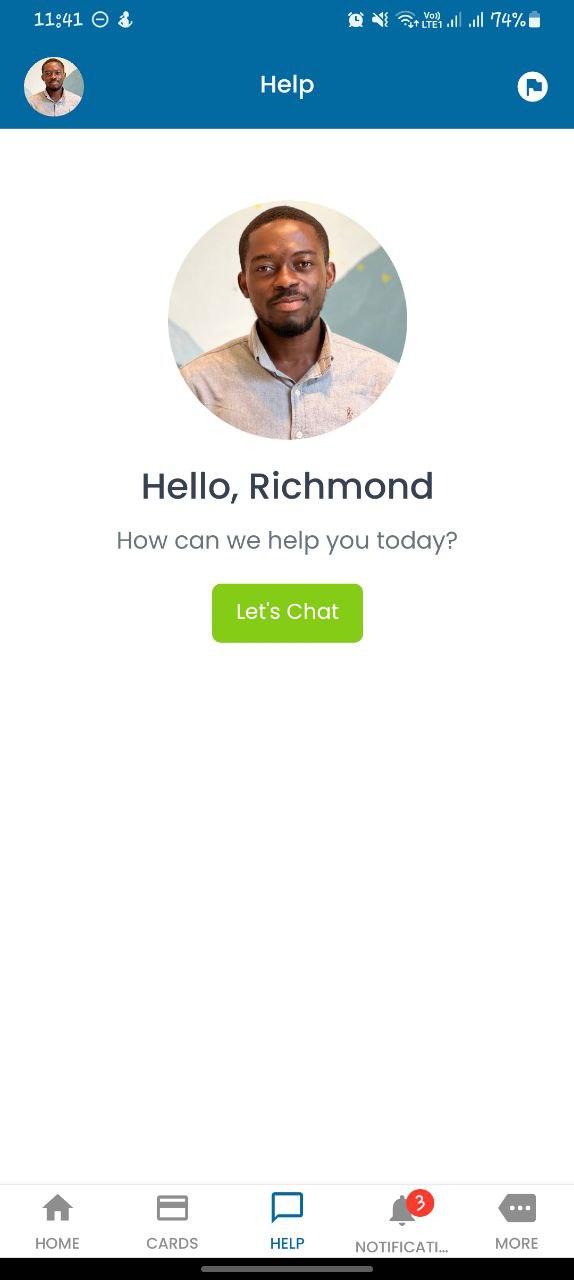 11:41
Vo))
LTE1
74%
Help
Hello, Richmond
How can we help you today?
Let's Chat
3
HOME
CARDS
HELP
NOTIFICATI...
MORE